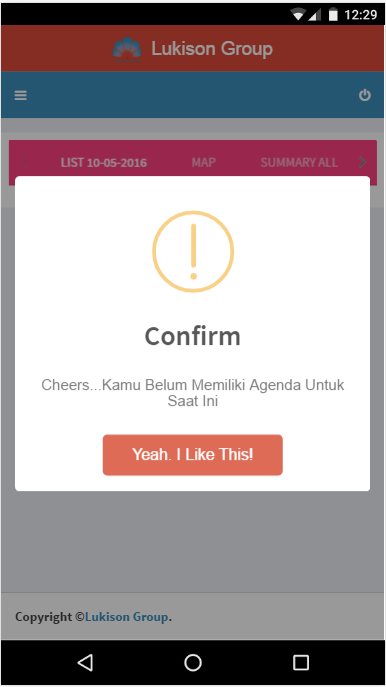 12:29
Lukison Group
LIST 10-05-2016 MAP SUMMARY ALL
Confirm
Cheers...Kamu Belum Memiliki Agenda Untuk
Saat Ini
Yeah. I Like This!
Copyright ©Lukison Group.